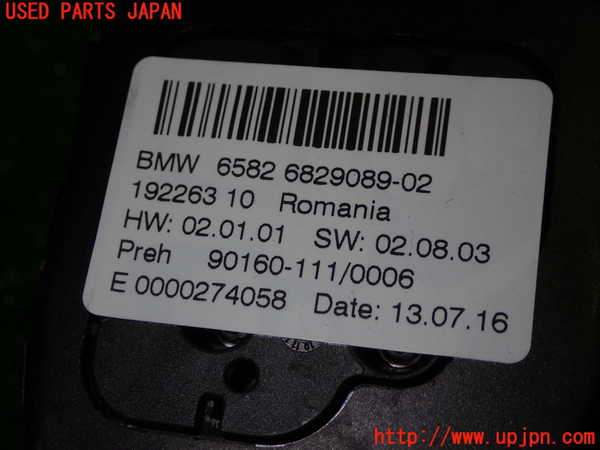 USED PARTS JAPAN
BMW 6582 6829089-02
192263 10 Romania
HW: 02.01.01 SW: 02.08.03
Preh 90160-111/0006
E 0000274058 Date: 13.07.16
http://www.upjpn.com/